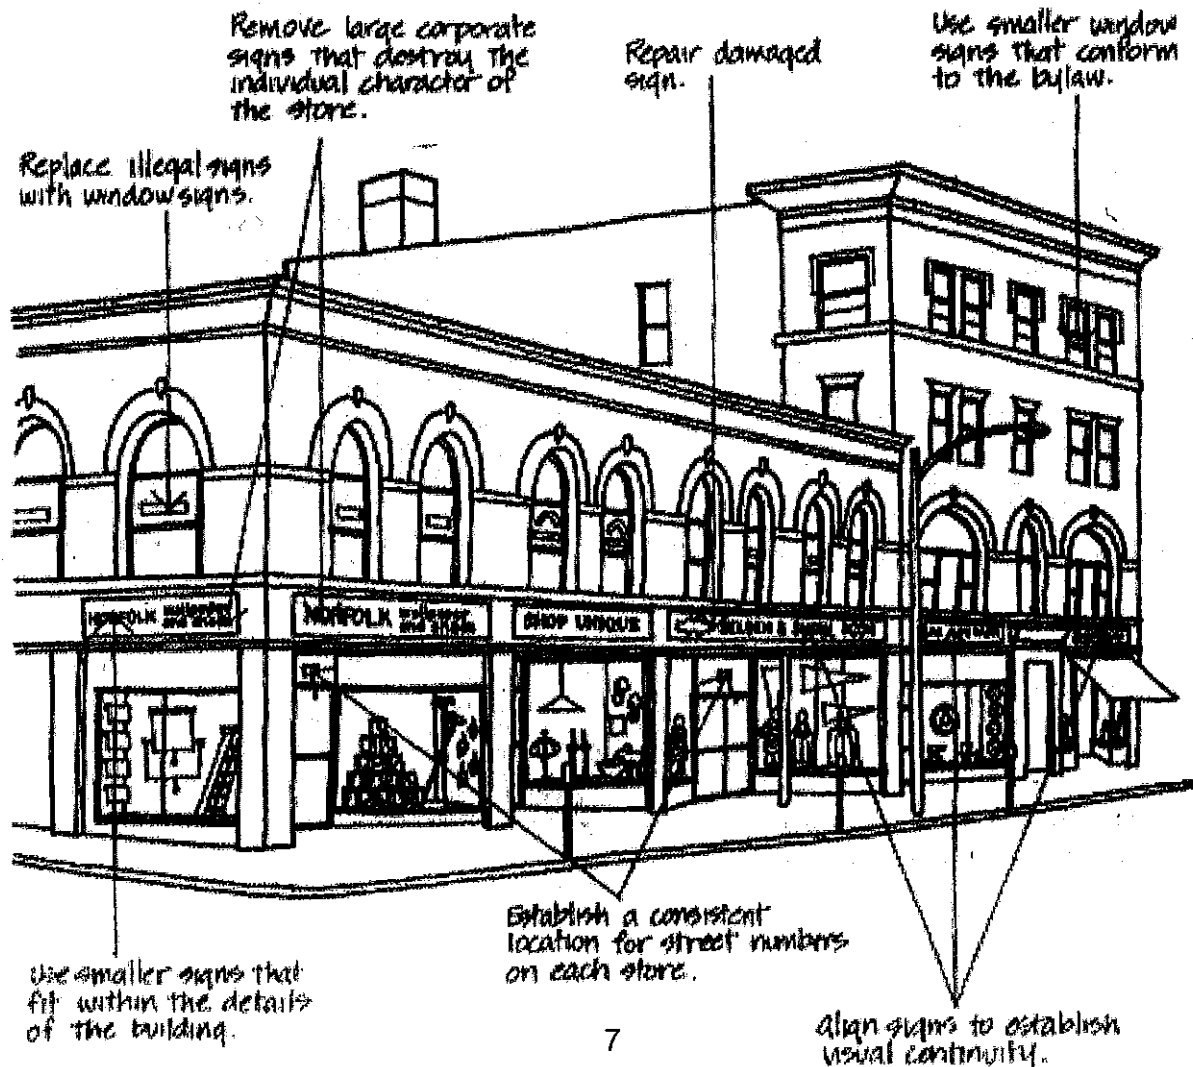 Remove large corporate
signs that destroy the
individual character of
the store.
Repair damaged
sign.
Use smaller window
signs that conform
to the bylaw.
Replace illegal signs
with window signs.
NORFOLK
NORFOLK
SHOP UNIQUE
Establish a consistent
location for street numbers
on each store.
Use smaller signs that
fit within the details
of the building.
7
Align signs to establish
visual continuity.